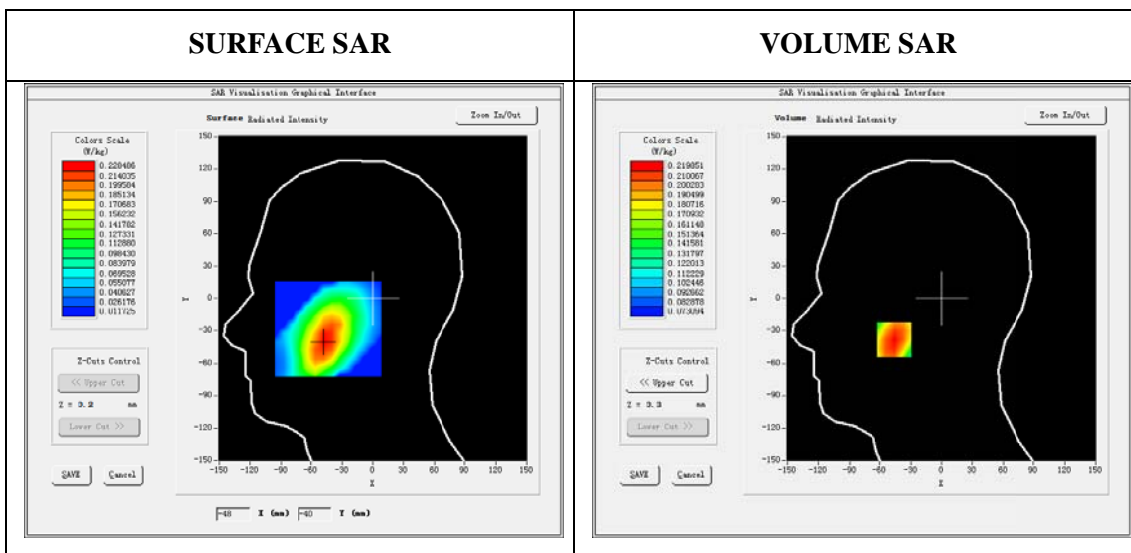 SURFACE SAR
SAR Visualisation Graphical Interface
Surface Radiated Intensity
Zoom In/Out
Colors Scale
(W/kg)
0.228486
0.214035
0.199584
0.185134
0.170683
0.156232
0.141782
0.127331
0.112880
0.098430
0.083979
0.069528
0.055077
0.040627
0.026176
0.011725
Z-Cuts Control
<< Upper Cut
Z = 3.2 mm
Lower Cut >>
SAVE
Cancel
150
120
90
60
30
0
-30
-60
-90
-120
-150
Y
-150 -120 -90 -60 -30 0 30 60 90 120 150
X
-48 X (mm) -40 Y (mm)
VOLUME SAR
SAR Visualisation Graphical Interface
Volume Radiated Intensity
Zoom In/Out
Colors Scale
(W/kg)
0.219851
0.210067
0.200283
0.190499
0.180716
0.170932
0.161148
0.151364
0.141581
0.131797
0.122013
0.112229
0.102446
0.092662
0.082878
0.073094
Z-Cuts Control
<< Upper Cut
Z = 3.3 mm
Lower Cut >>
SAVE
Cancel
150
120
90
60
30
0
-30
-60
-90
-120
-150
Y
-150 -120 -90 -60 -30 0 30 60 90 120 150
X